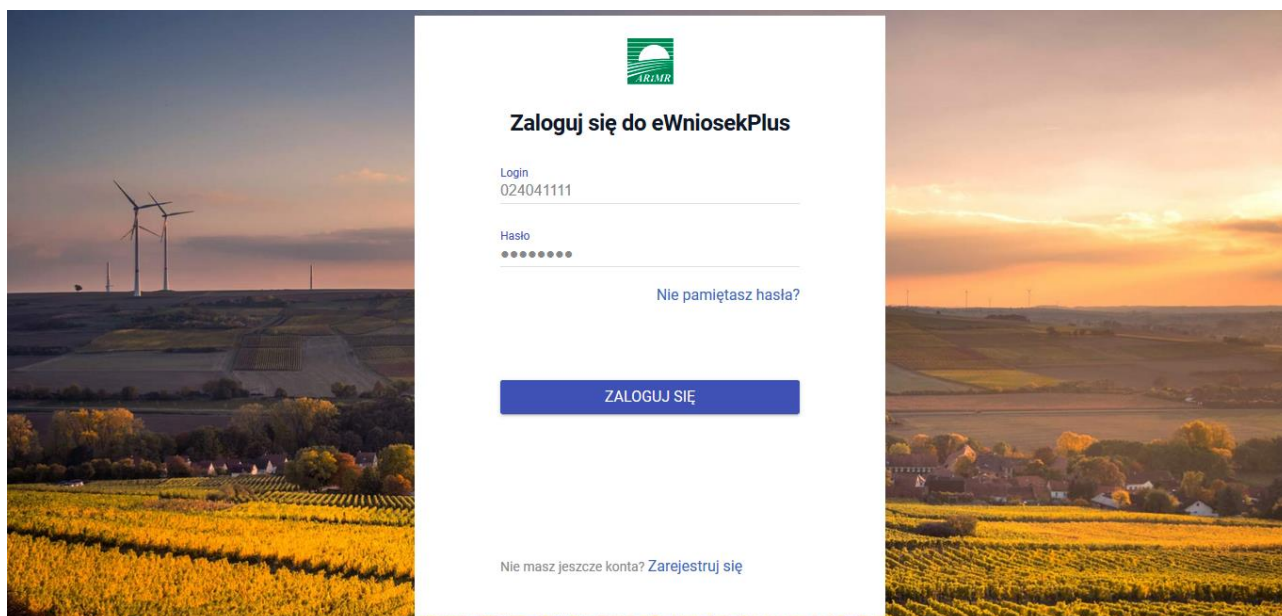 ARiMR
Zaloguj się do eWniosekPlus
Login
024041111
Hasło
Nie pamiętasz hasła?
ZALOGUJ SIĘ
Nie masz jeszcze konta? Zarejestruj się